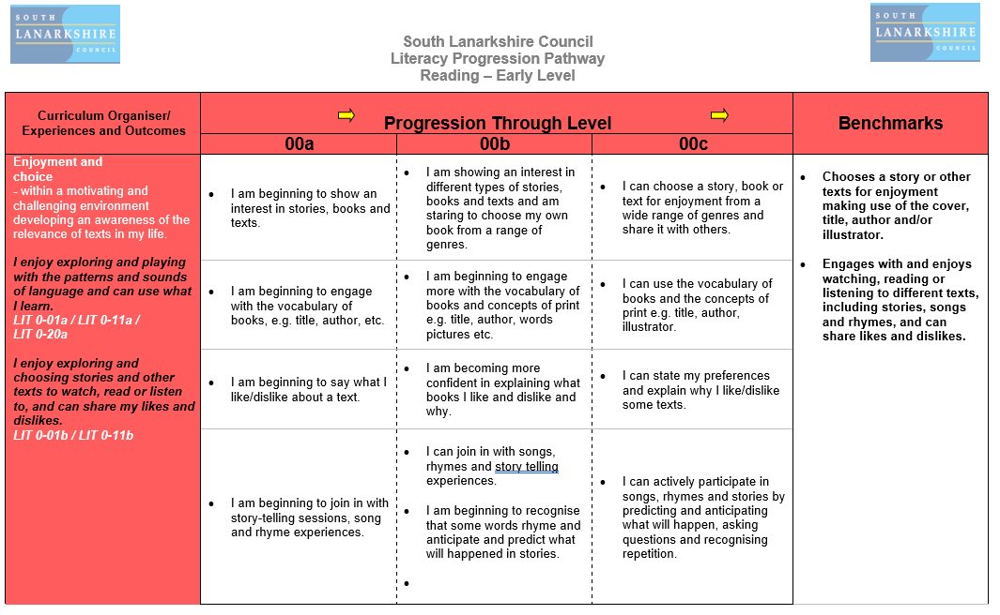 SOUTH
LANARKSHIRE
COUNCIL
SOUTH
LANARKSHIRE
COUNCIL
South Lanarkshire Council
Literacy Progression Pathway
Reading – Early Level
Curriculum Organiser/
Experiences and Outcomes
Progression Through Level
Benchmarks
00a
00b
00c
Enjoyment and
choice
- within a motivating and
challenging environment
developing an awareness of the
relevance of texts in my life.
I enjoy exploring and playing
with the patterns and sounds
of language and can use what
I learn.
LIT 0-01a / LIT 0-11a /
LIT 0-20a
I enjoy exploring and
choosing stories and other
texts to watch, read or listen
to, and can share my likes and
dislikes.
LIT 0-01b / LIT 0-11b
• I am beginning to show an
interest in stories, books and
texts.
• I am showing an interest in
different types of stories,
books and texts and am
staring to choose my own
book from a range of
genres.
• I can choose a story, book or
text for enjoyment from a
wide range of genres and
share it with others.
• I am beginning to engage
with the vocabulary of
books, e.g. title, author, etc.
• I am beginning to engage
more with the vocabulary of
books and concepts of print
e.g. title, author, words
pictures etc.
• I can use the vocabulary of
books and the concepts of
print e.g. title, author,
illustrator.
• I am beginning to say what I
like/dislike about a text.
• I am becoming more
confident in explaining what
books I like and dislike and
why.
• I can state my preferences
and explain why I like/dislike
some texts.
• I am beginning to join in with
story-telling sessions, song
and rhyme experiences.
• I can join in with songs,
rhymes and story telling
experiences.
• I am beginning to recognise
that some words rhyme and
anticipate and predict what
will happened in stories.
•
• I can actively participate in
songs, rhymes and stories by
predicting and anticipating
what will happen, asking
questions and recognising
repetition.
• Chooses a story or other
texts for enjoyment
making use of the cover,
title, author and/or
illustrator.
• Engages with and enjoys
watching, reading or
listening to different texts,
including stories, songs
and rhymes, and can
share likes and dislikes.